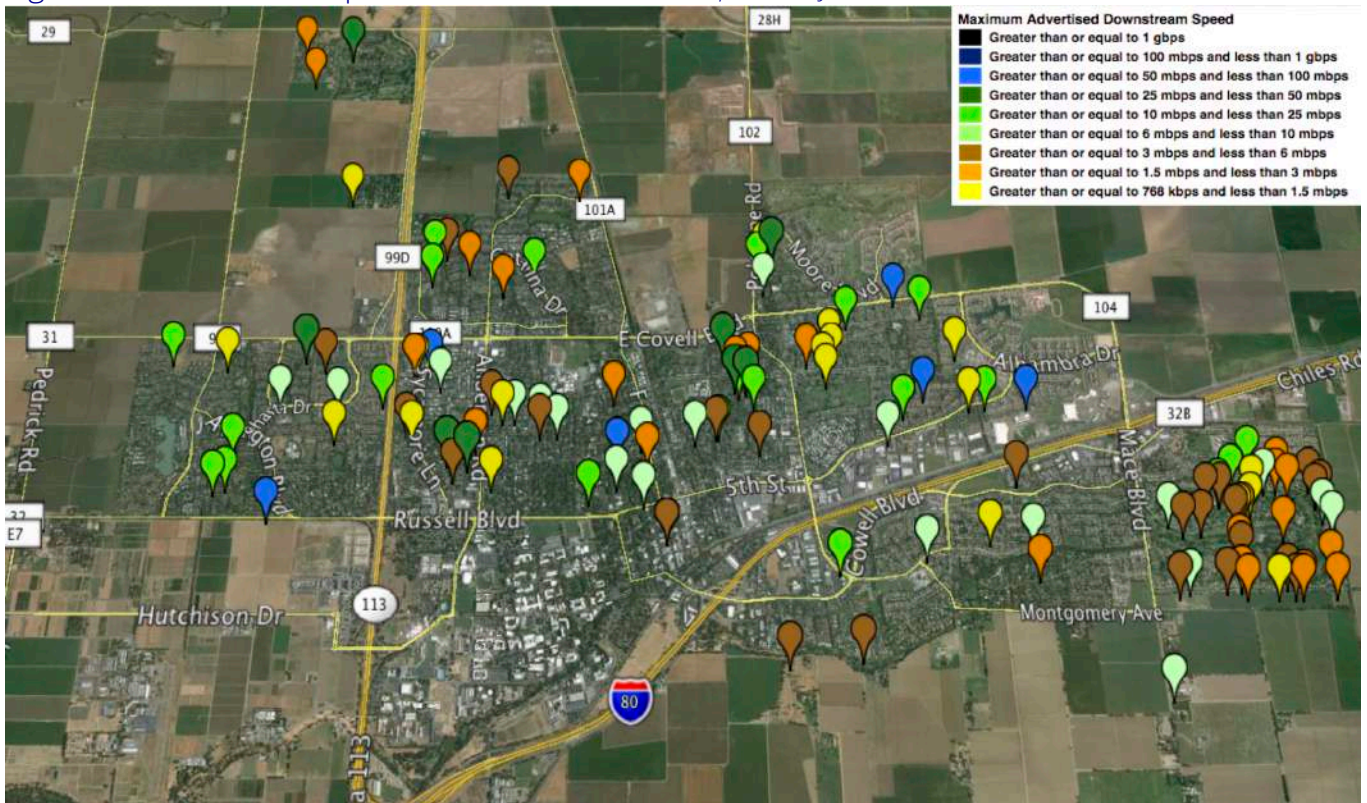 29
28H
Maximum Advertised Downstream Speed
Greater than or equal to 1 gbps
Greater than or equal to 100 mbps and less than 1 gbps
Greater than or equal to 50 mbps and less than 100 mbps
Greater than or equal to 25 mbps and less than 50 mbps
Greater than or equal to 10 mbps and less than 25 mbps
Greater than or equal to 6 mbps and less than 10 mbps
Greater than or equal to 3 mbps and less than 6 mbps
Greater than or equal to 1.5 mbps and less than 3 mbps
Greater than or equal to 768 kbps and less than 1.5 mbps
102
101A
99D
Moore Blvd
104
31
E Covell
Alhambra Dr
Chiles Rd
Pedrick Rd
32B
Mace Blvd
5th St
Russell Blvd
Cowell Blvd
E7
113
Hutchison Dr
Montgomery Ave
80